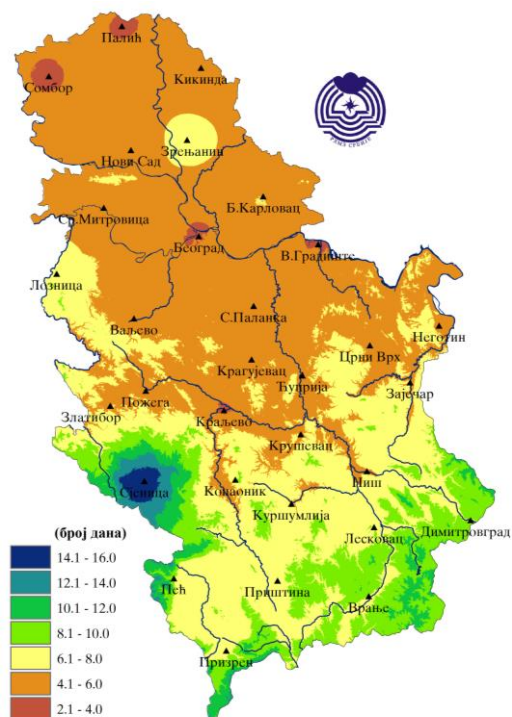 Палић
Кикинда
Сомбор
Зрењанин
Нови Сад
Б.Карловац
Ср.Митровица
Београд
В.Градиште
Лозница
Ваљево
С.Паланка
Неготин
Црни Врх
Крагујевац
Ћуприја
Зајечар
Пожега
Златибор
Краљево
Крушевац
Ниш
Сјеница
Копаоник
Куршумлија
Лесковац
Димитровград
(број дана)
14.1 - 16.0
12.1 - 14.0
10.1 - 12.0
8.1 - 10.0
6.1 - 8.0
4.1 - 6.0
2.1 - 4.0
Пећ
Приштина
Врање
Призрен